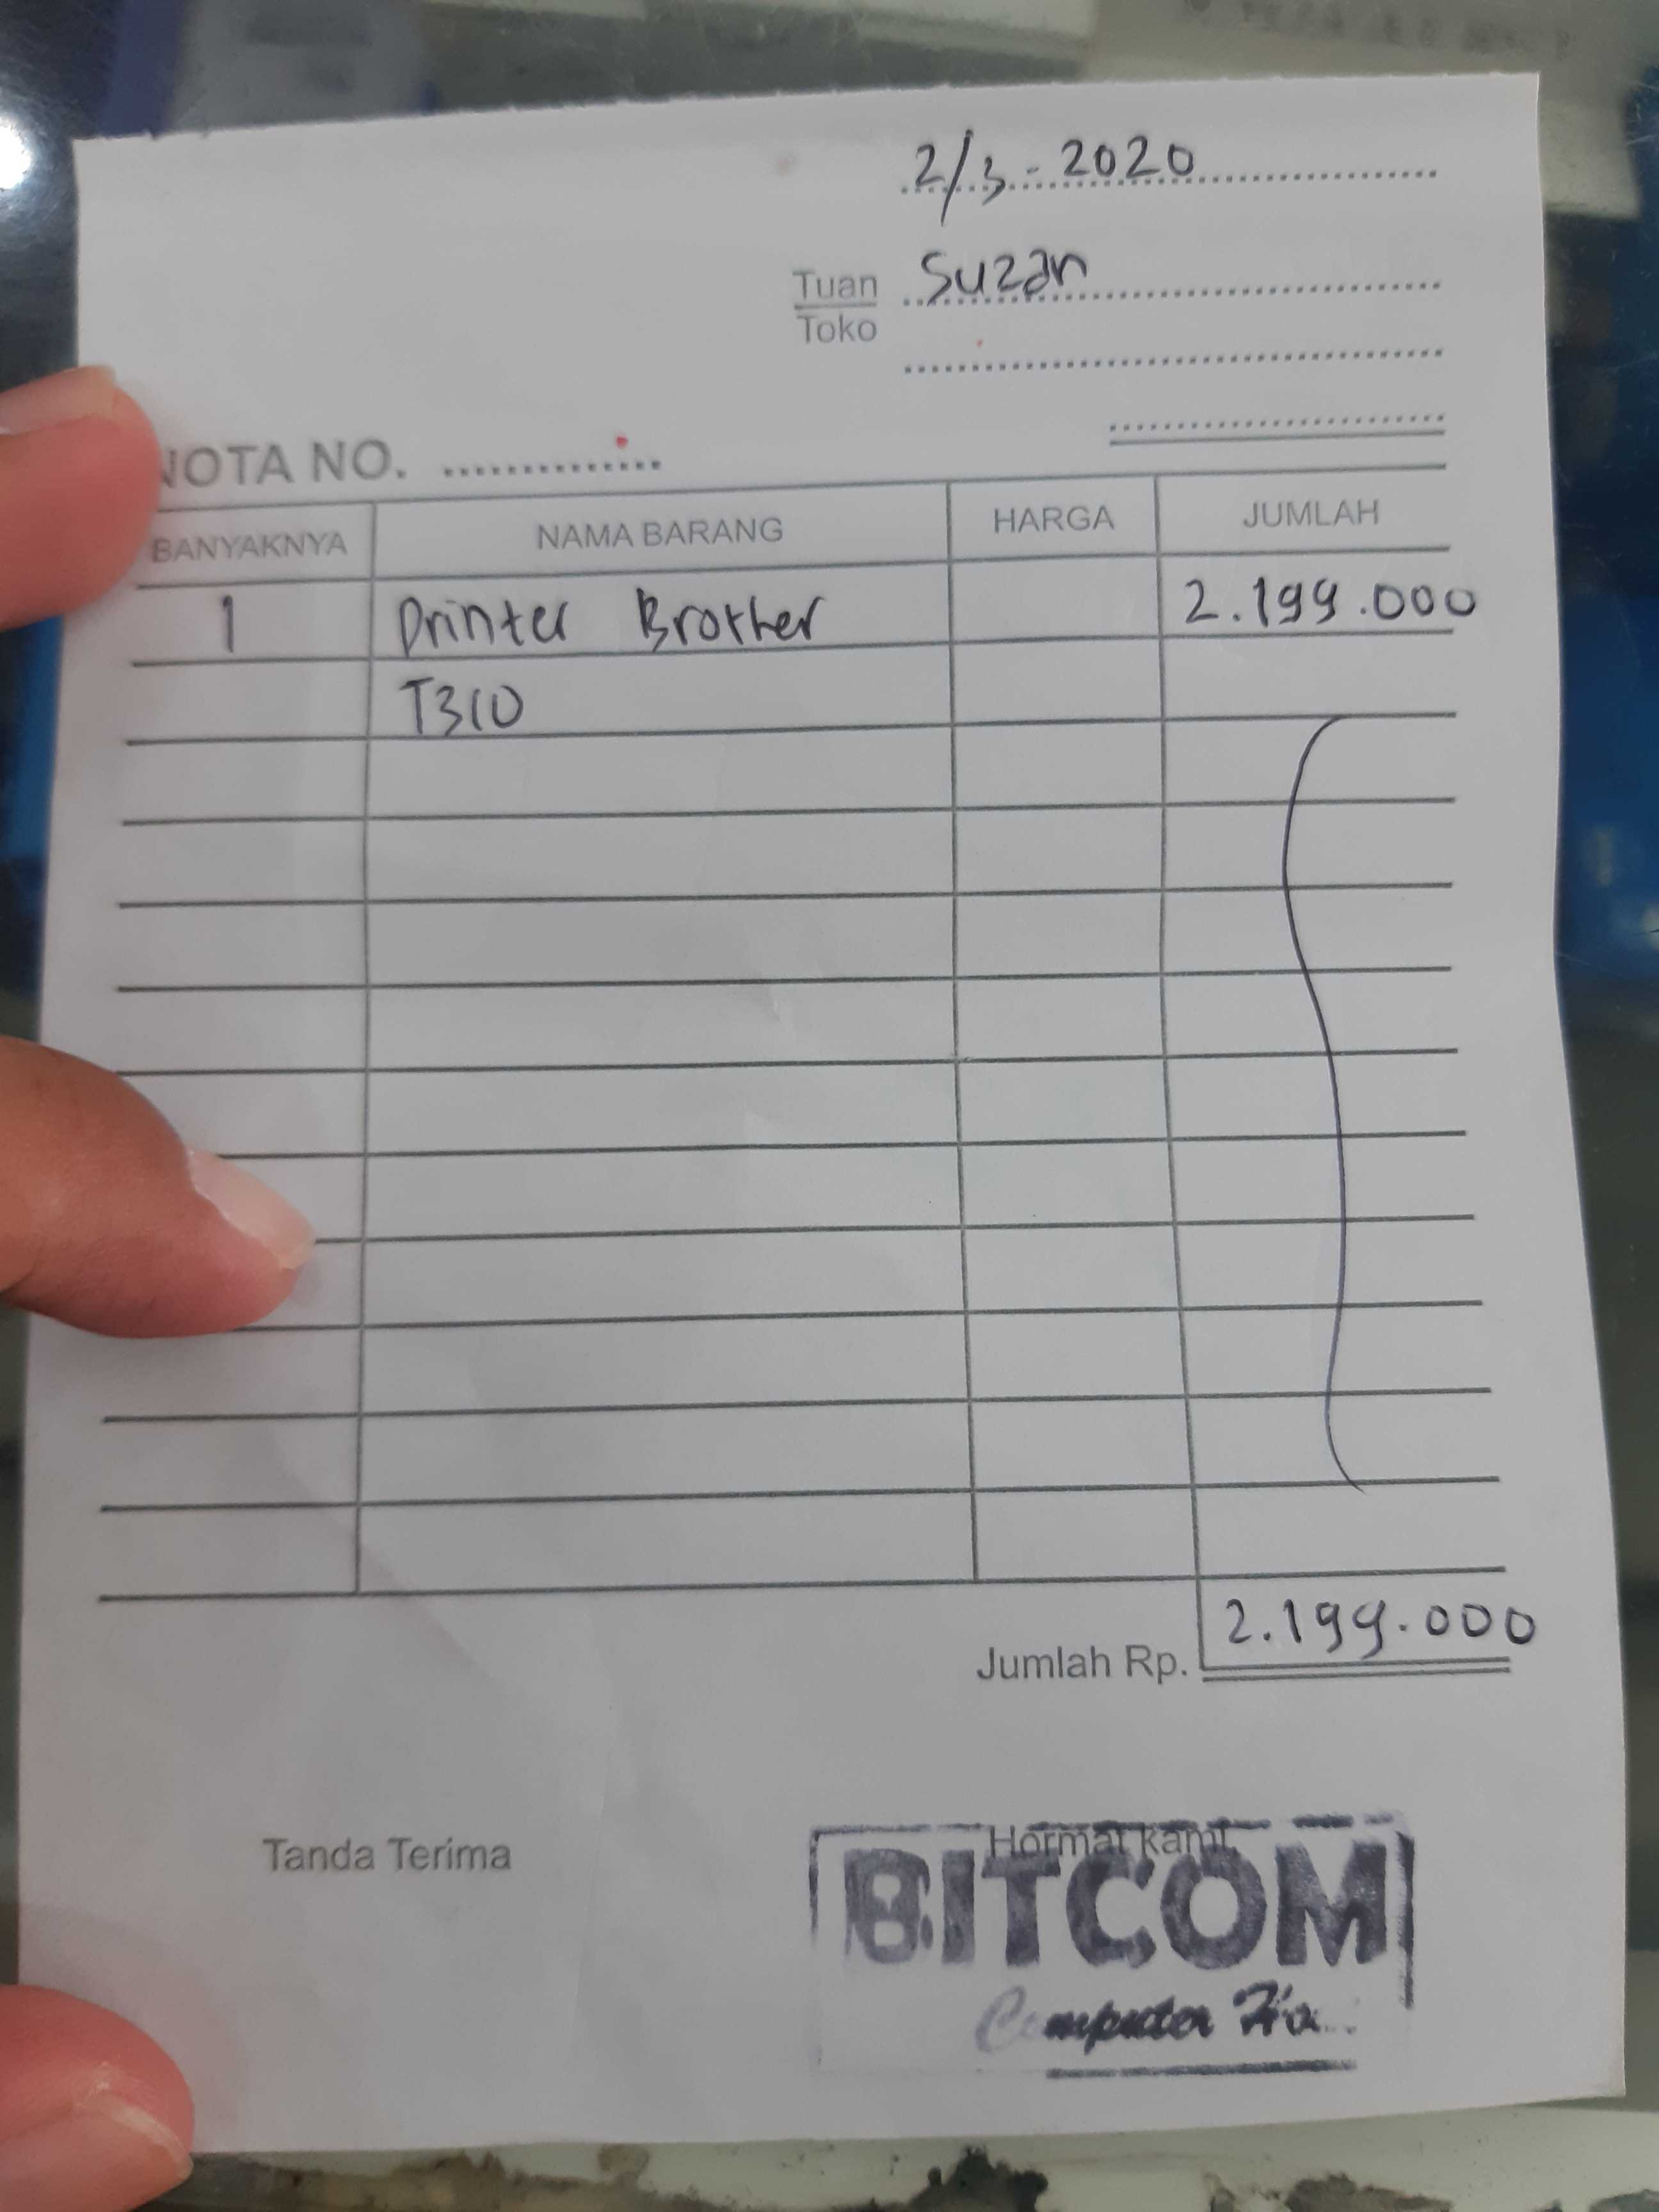 2/3 - 2020
Tuan Suzan
Toko
NOTA NO.
BANYAKNYA NAMA BARANG HARGA JUMLAH
1 Printer Brother 2.199.000
T310
Jumlah Rp. 2.199.000
Tanda Terima Hormat kami,
BITCOM
Computer